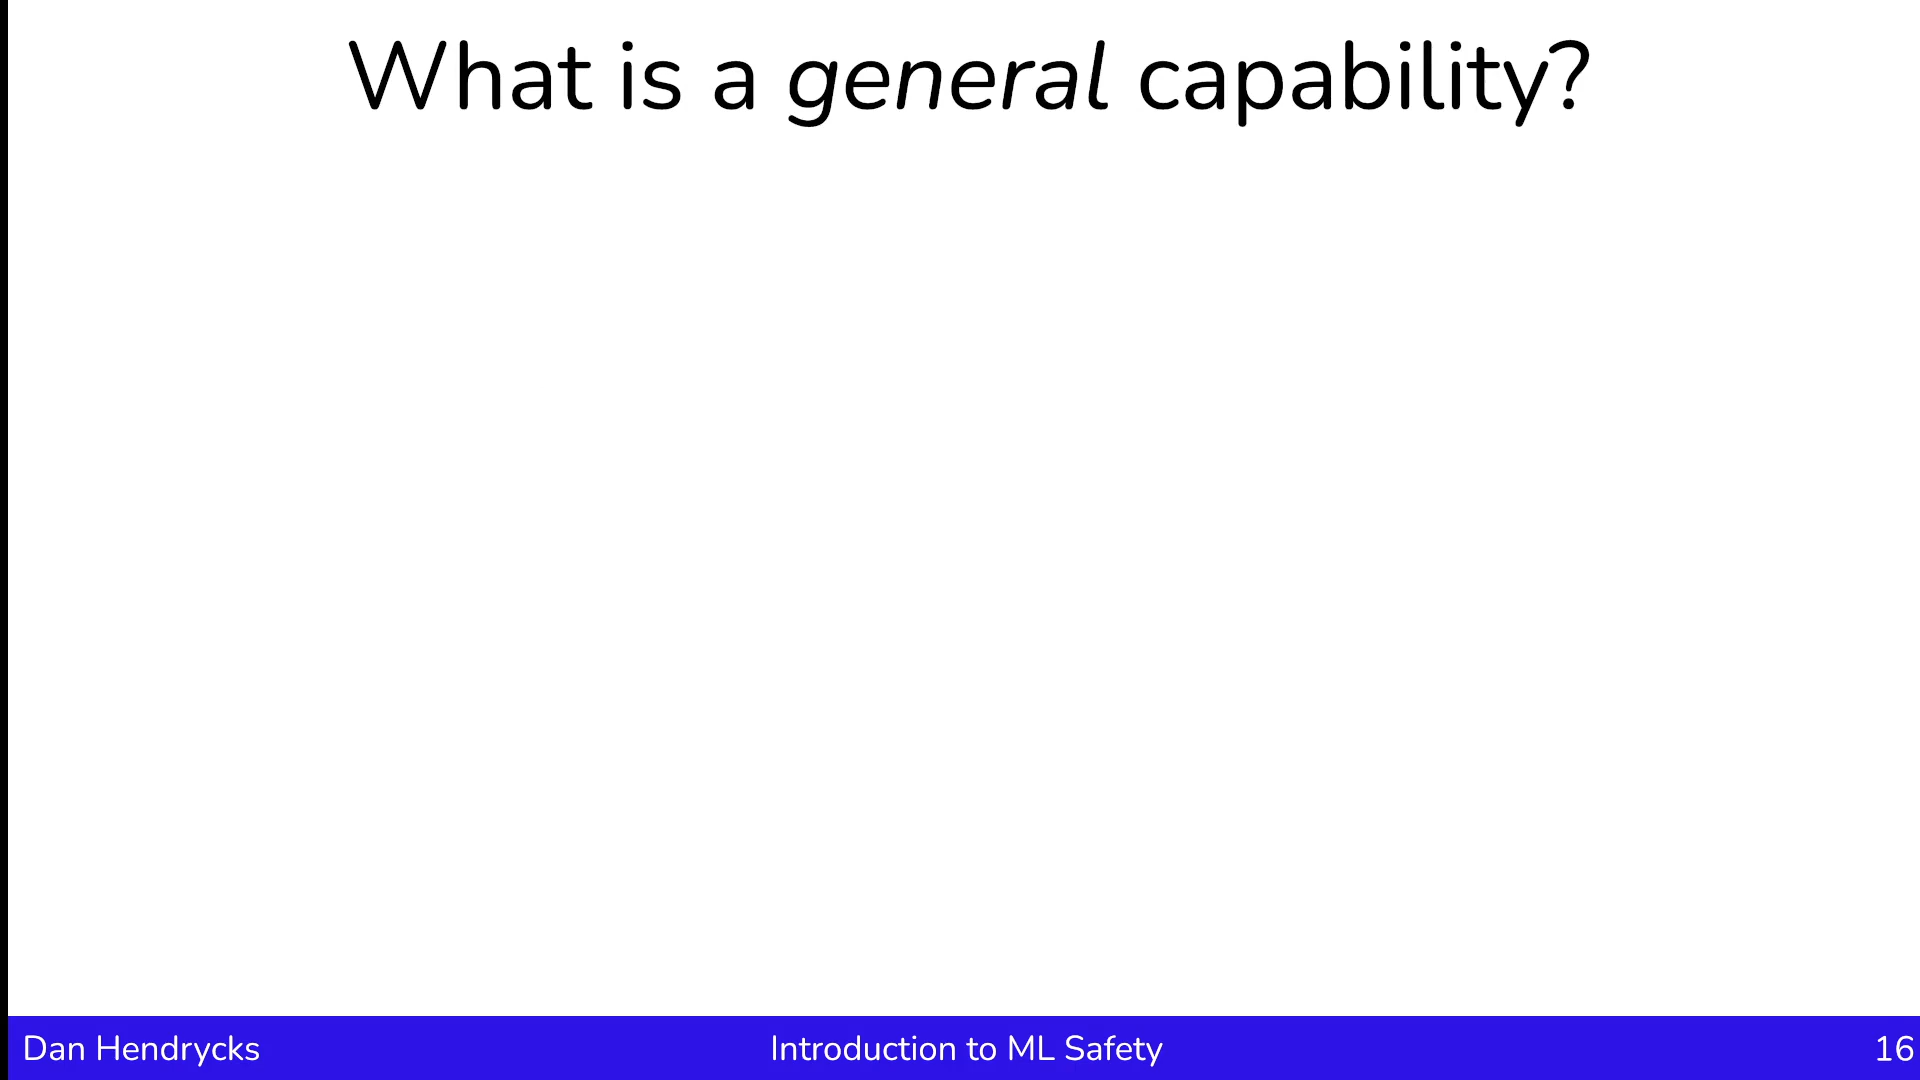 What is a general capability?
Dan Hendrycks
Introduction to ML Safety
16